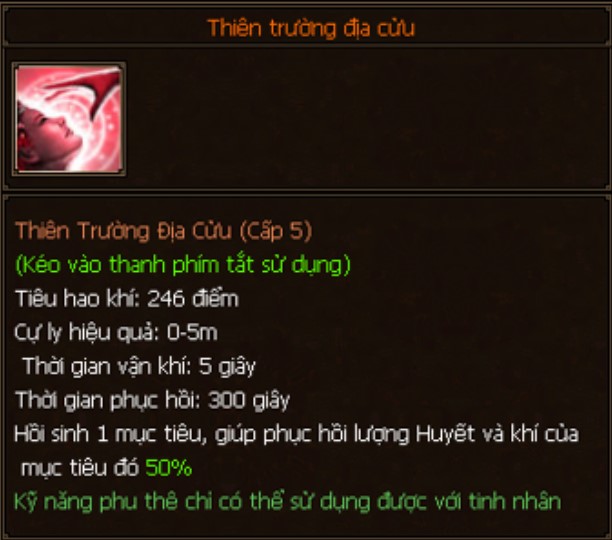 Thiên trường địa cửu
Thiên Trường Địa Cửu (Cấp 5)
(Kéo vào thanh phím tắt sử dụng)
Tiêu hao khí: 246 điểm
Cự ly hiệu quả: 0-5m
Thời gian vận khí: 5 giây
Thời gian phục hồi: 300 giây
Hồi sinh 1 mục tiêu, giúp phục hồi lượng Huyết và khí của
mục tiêu đó 50%
Kỹ năng phu thê chỉ có thể sử dụng được với tinh nhân